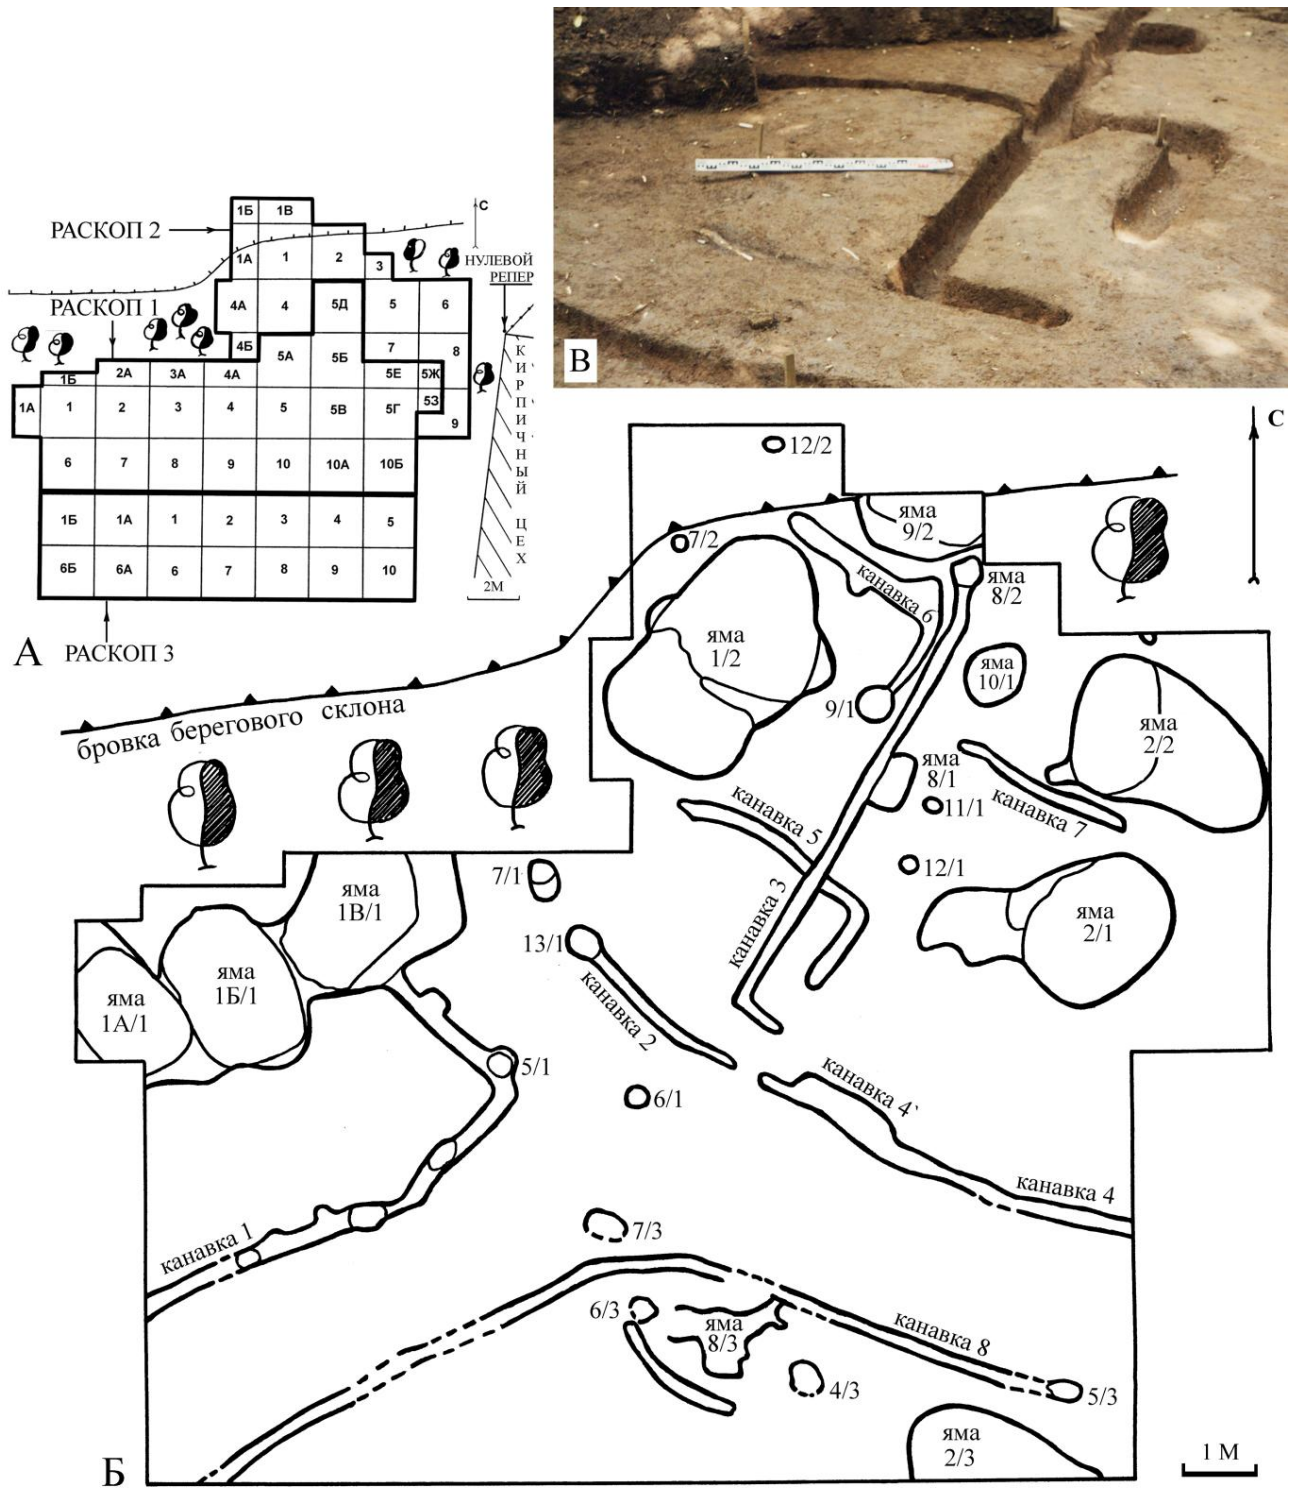 1Б 1В
С
РАСКОП 2
1А 1 2 3
НУЛЕВОЙ
РЕПЕР
РАСКОП 1
4А 4 5Д 5 6
4Б 5А 5Б 7 8
1Б 2А 3А 4А 5Е 5Ж
5З
1А 1 2 3 4 5 5В 5Г 9
6 7 8 9 10 10А 10Б
1Б 1А 1 2 3 4 5
6Б 6А 6 7 8 9 10
КИРПИЧНЫЙ ЦЕХ
2М
А
РАСКОП 3
В
С
12/2
яма
9/2
7/2
канавка 6
яма
8/2
яма
1/2
яма
10/1
9/1
яма
2/2
бровка берегового склона
яма
8/1
канавка 5
11/1
канавка 7
7/1
12/1
яма
1В/1
канавка 3
яма
2/1
13/1
яма
1Б/1
яма
1А/1
канавка 2
5/1
6/1
канавка 4`
канавка 4
канавка 1
7/3
6/3
яма
8/3
канавка 8
4/3
5/3
яма
2/3
1 М
Б